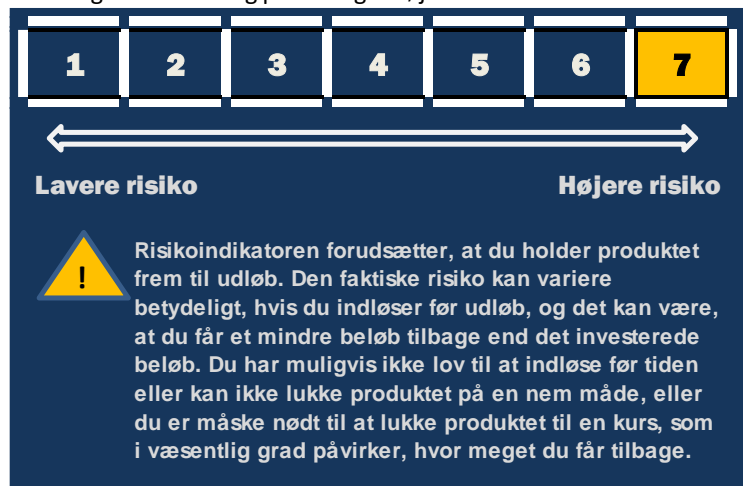 1 2 3 4 5 6 7
Lavere risiko Højere risiko
!
Risikoindikatoren forudsætter, at du holder produktet
frem til udløb. Den faktiske risiko kan variere
betydeligt, hvis du indløser før udløb, og det kan være,
at du får et mindre beløb tilbage end det investerede
beløb. Du har muligvis ikke lov til at indløse før tiden
eller kan ikke lukke produktet på en nem måde, eller
du er måske nødt til at lukke produktet til en kurs, som
i væsentlig grad påvirker, hvor meget du får tilbage.